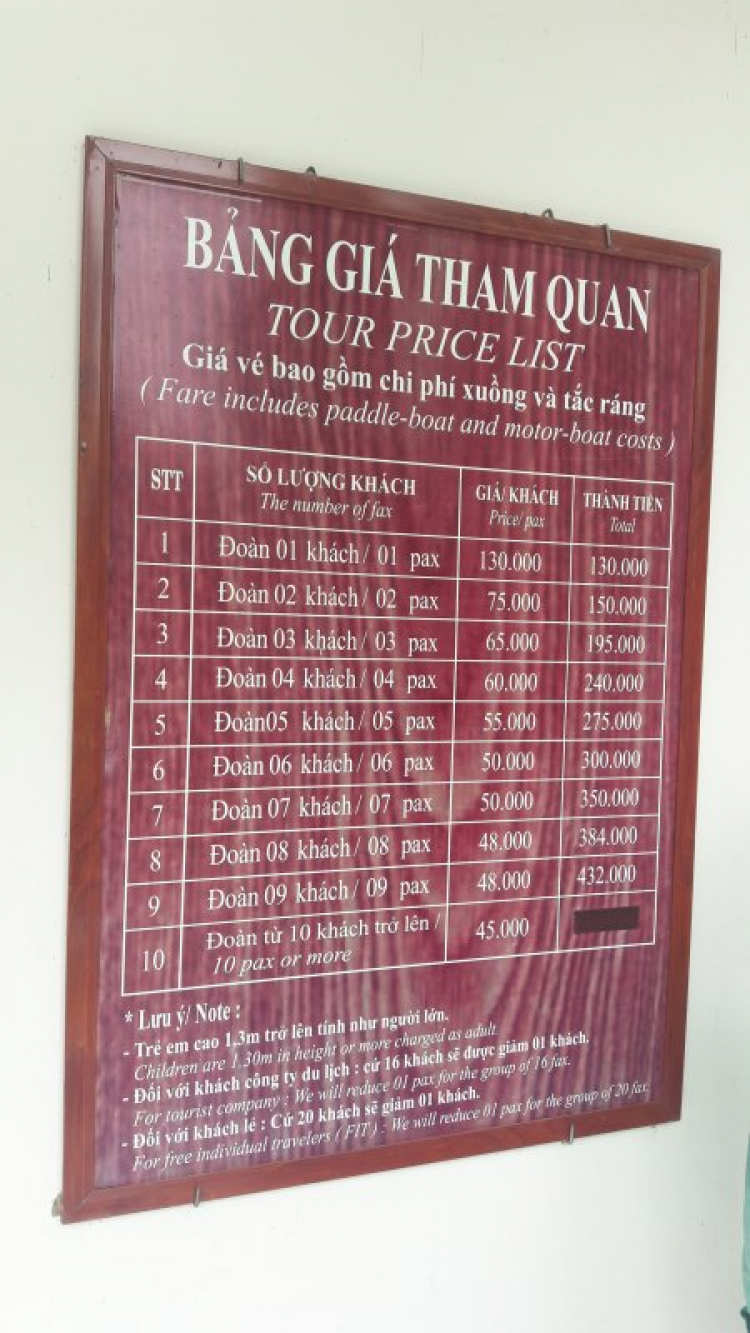 BẢNG GIÁ THAM QUAN
TOUR PRICE LIST
Giá vé bao gồm chi phí xuồng và tắc ráng
( Fare includes paddle-boat and motor-boat costs )
STT SỐ LƯỢNG KHÁCH GIÁ/ KHÁCH THÀNH TIỀN
The number of fax Price/ pax Total
1 Đoàn 01 khách/ 01 pax 130.000 130.000
2 Đoàn 02 khách/ 02 pax 75.000 150.000
3 Đoàn 03 khách/ 03 pax 65.000 195.000
4 Đoàn 04 khách/ 04 pax 60.000 240.000
5 Đoàn05 khách/ 05 pax 55.000 275.000
6 Đoàn 06 khách/ 06 pax 50.000 300.000
7 Đoàn 07 khách/ 07 pax 50.000 350.000
8 Đoàn 08 khách/ 08 pax 48.000 384.000
9 Đoàn 09 khách/ 09 pax 48.000 432.000
10 Đoàn từ 10 khách trở lên / 45.000
10 pax or more
* Lưu ý/ Note :
- Trẻ em cao 1,3m trở lên tính như người lớn.
Children are 1.30m in height or more charged as adult.
- Đối với khách công ty du lịch : cứ 16 khách sẽ được giảm 01 khách.
For tourist company : We will reduce 01 pax for the group of 16 fax.
- Đối với khách lẻ : Cứ 20 khách sẽ giảm 01 khách.
For free individual travelers ( FIT ) : We will reduce 01 pax for the group of 20 fax.